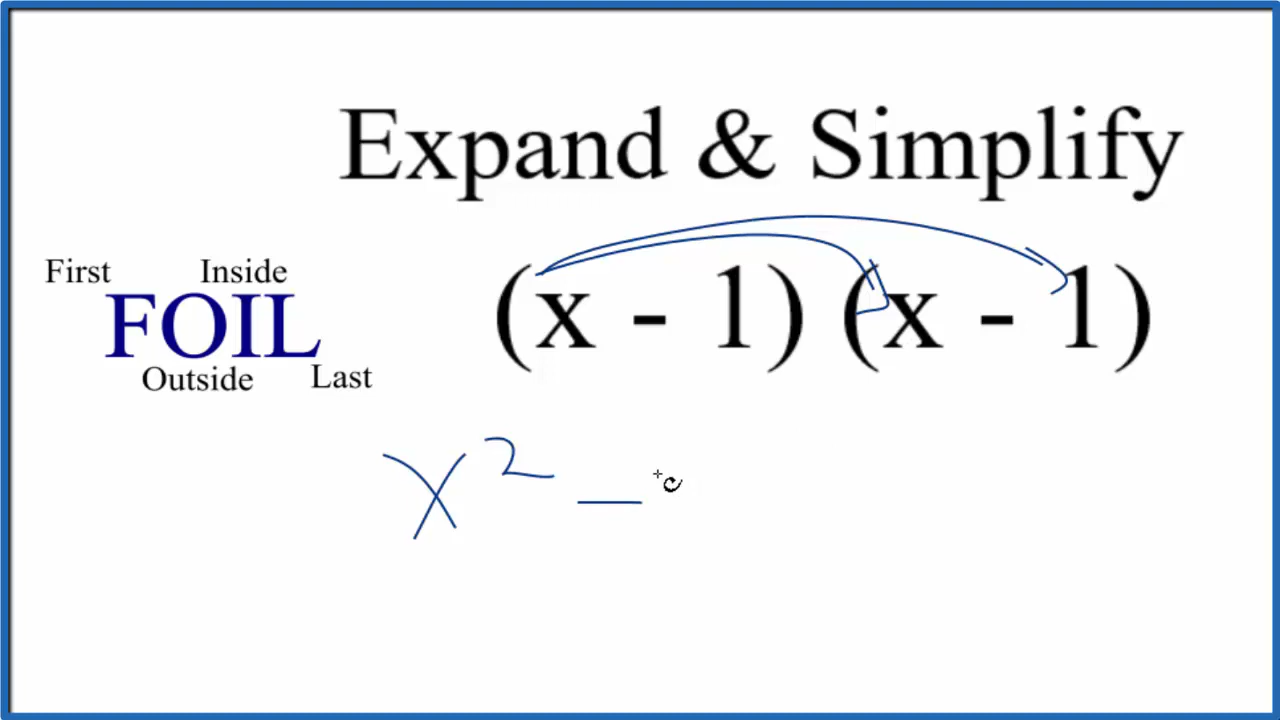 Expand & Simplify
(x - 1) (x - 1)
First Inside
FOIL
Outside Last
x² –